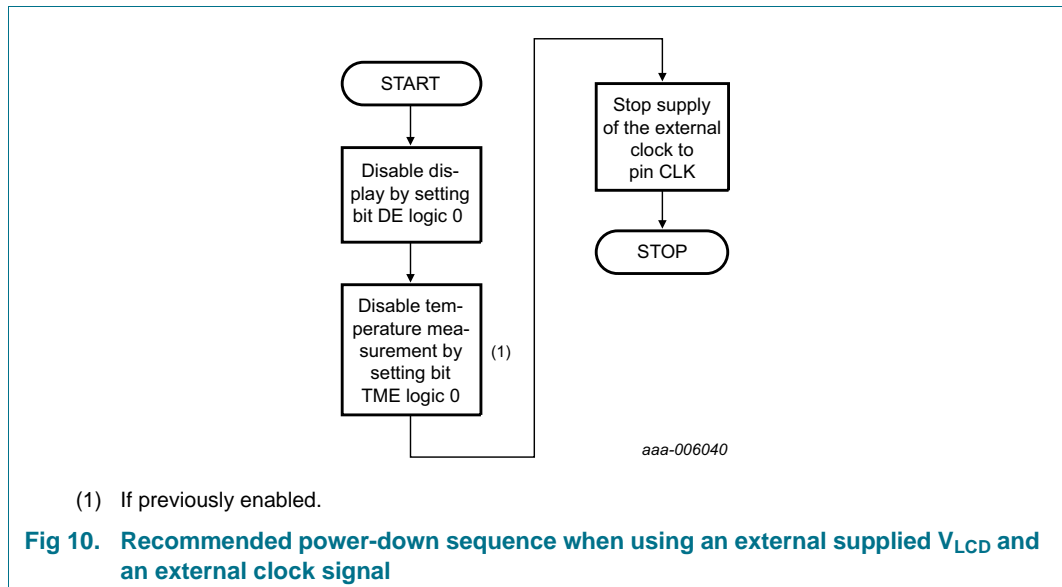 START
Disable dis-
play by setting
bit DE logic 0
Disable tem-
perature mea-
surement by
setting bit
TME logic 0
(1)
Stop supply
of the external
clock to
pin CLK
STOP
aaa-006040
(1) If previously enabled.
Fig 10. Recommended power-down sequence when using an external supplied VLCD and
an external clock signal